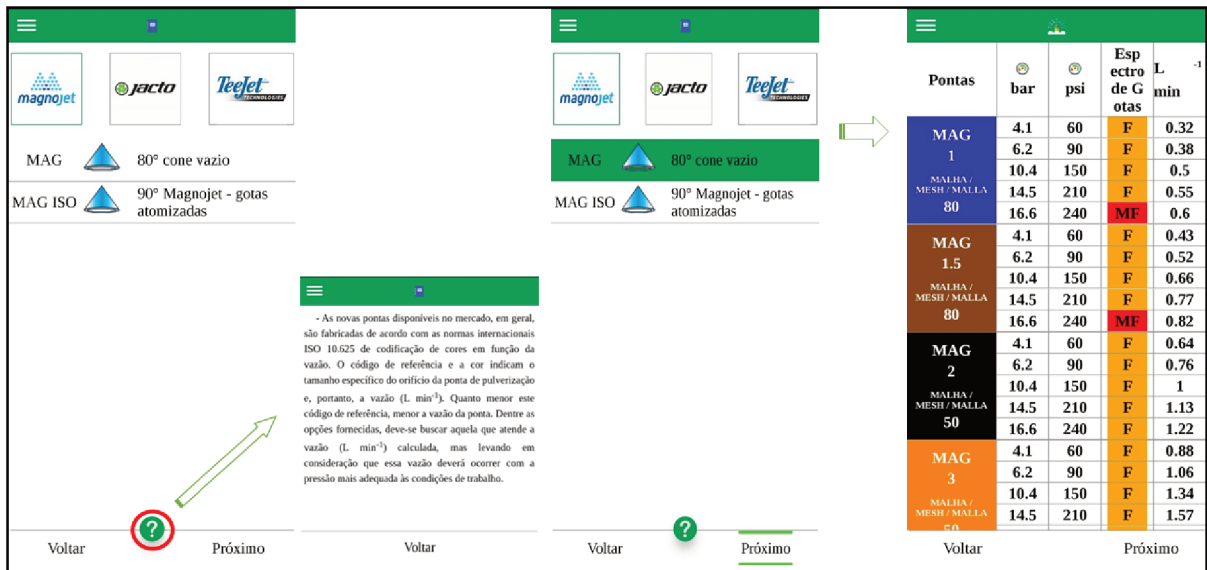 magnojet
jacto
TeeJet
TECHNOLOGIES
MAG 80° cone vazio
MAG ISO 90° Magnojet - gotas
atomizadas
?
Voltar Próximo
- As novas pontas disponíveis no mercado, em geral,
são fabricadas de acordo com as normas internacionais
ISO 10.625 de codificação de cores em função da
vazão. O código de referência e a cor indicam o
tamanho específico do orifício da ponta de pulverização
e, portanto, a vazão (L min⁻¹). Quanto menor este
código de referência, menor a vazão da ponta. Dentre as
opções fornecidas, deve-se buscar aquela que atende a
vazão (L min⁻¹) calculada, mas levando em
consideração que essa vazão deverá ocorrer com a
pressão mais adequada às condições de trabalho.
Voltar
magnojet
jacto
TeeJet
TECHNOLOGIES
MAG 80° cone vazio
MAG ISO 90° Magnojet - gotas
atomizadas
?
Voltar Próximo
Pontas
bar
psi
Esp
ectro
de G
otas
L -1
min
MAG
1
MALHA /
MESH / MALLA
80
4.1 60 F 0.32
6.2 90 F 0.38
10.4 150 F 0.5
14.5 210 F 0.55
16.6 240 MF 0.6
MAG
1.5
MALHA /
MESH / MALLA
80
4.1 60 F 0.43
6.2 90 F 0.52
10.4 150 F 0.66
14.5 210 F 0.77
16.6 240 MF 0.82
MAG
2
MALHA /
MESH / MALLA
50
4.1 60 F 0.64
6.2 90 F 0.76
10.4 150 F 1
14.5 210 F 1.13
16.6 240 F 1.22
MAG
3
MALHA /
MESH / MALLA
50
4.1 60 F 0.88
6.2 90 F 1.06
10.4 150 F 1.34
14.5 210 F 1.57
Voltar Próximo